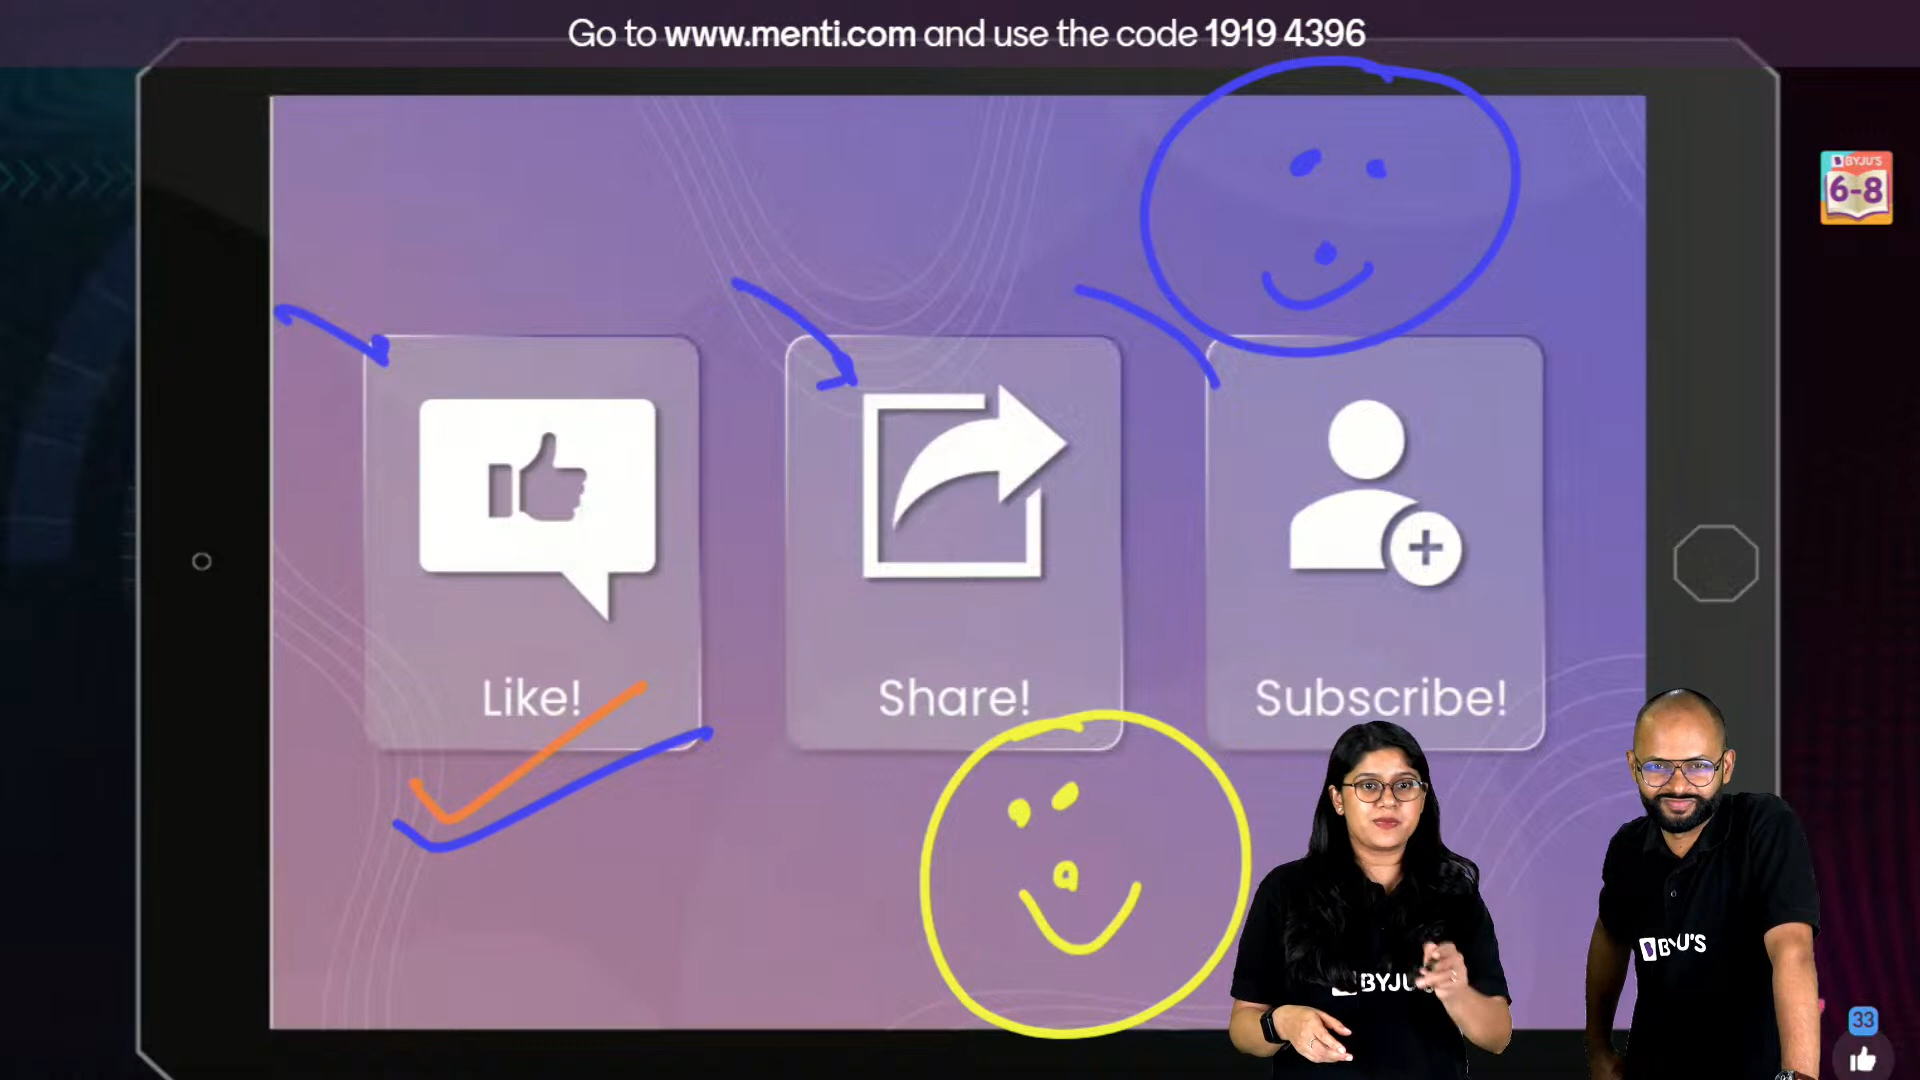 Go to www.menti.com and use the code 1919 4396
BYJU'S
6-8
Like!
Share!
Subscribe!
BYJU'S
BYJU'S
33